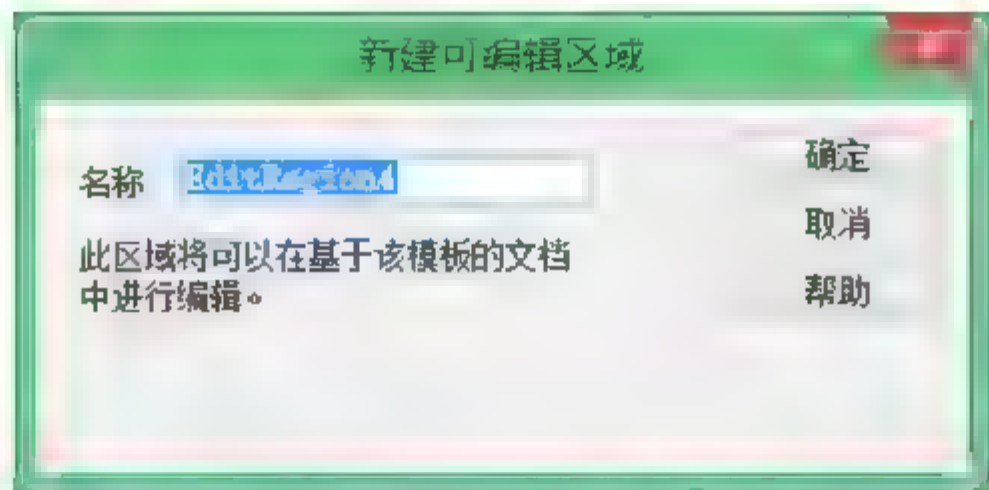 新建可编辑区域
名称 EditRegion4
确定
取消
此区域将可以在基于该模板的文档
中进行编辑。
帮助